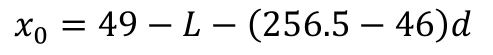 x₀ = 49 − L − (256.5 − 46)d